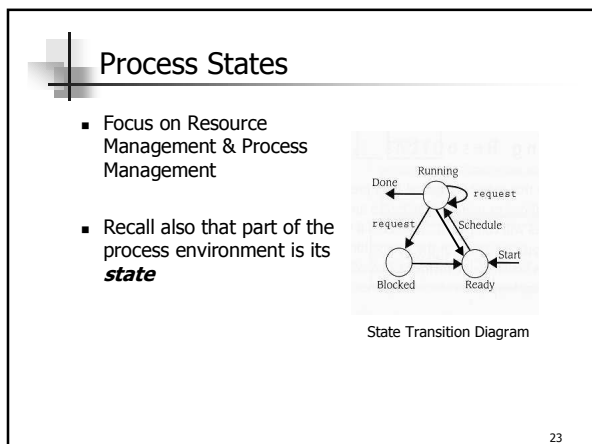 Process States
Focus on Resource
Management & Process
Management
Recall also that part of the
process environment is its
state
Running
Done
request
request
Schedule
Start
Blocked
Ready
State Transition Diagram
23